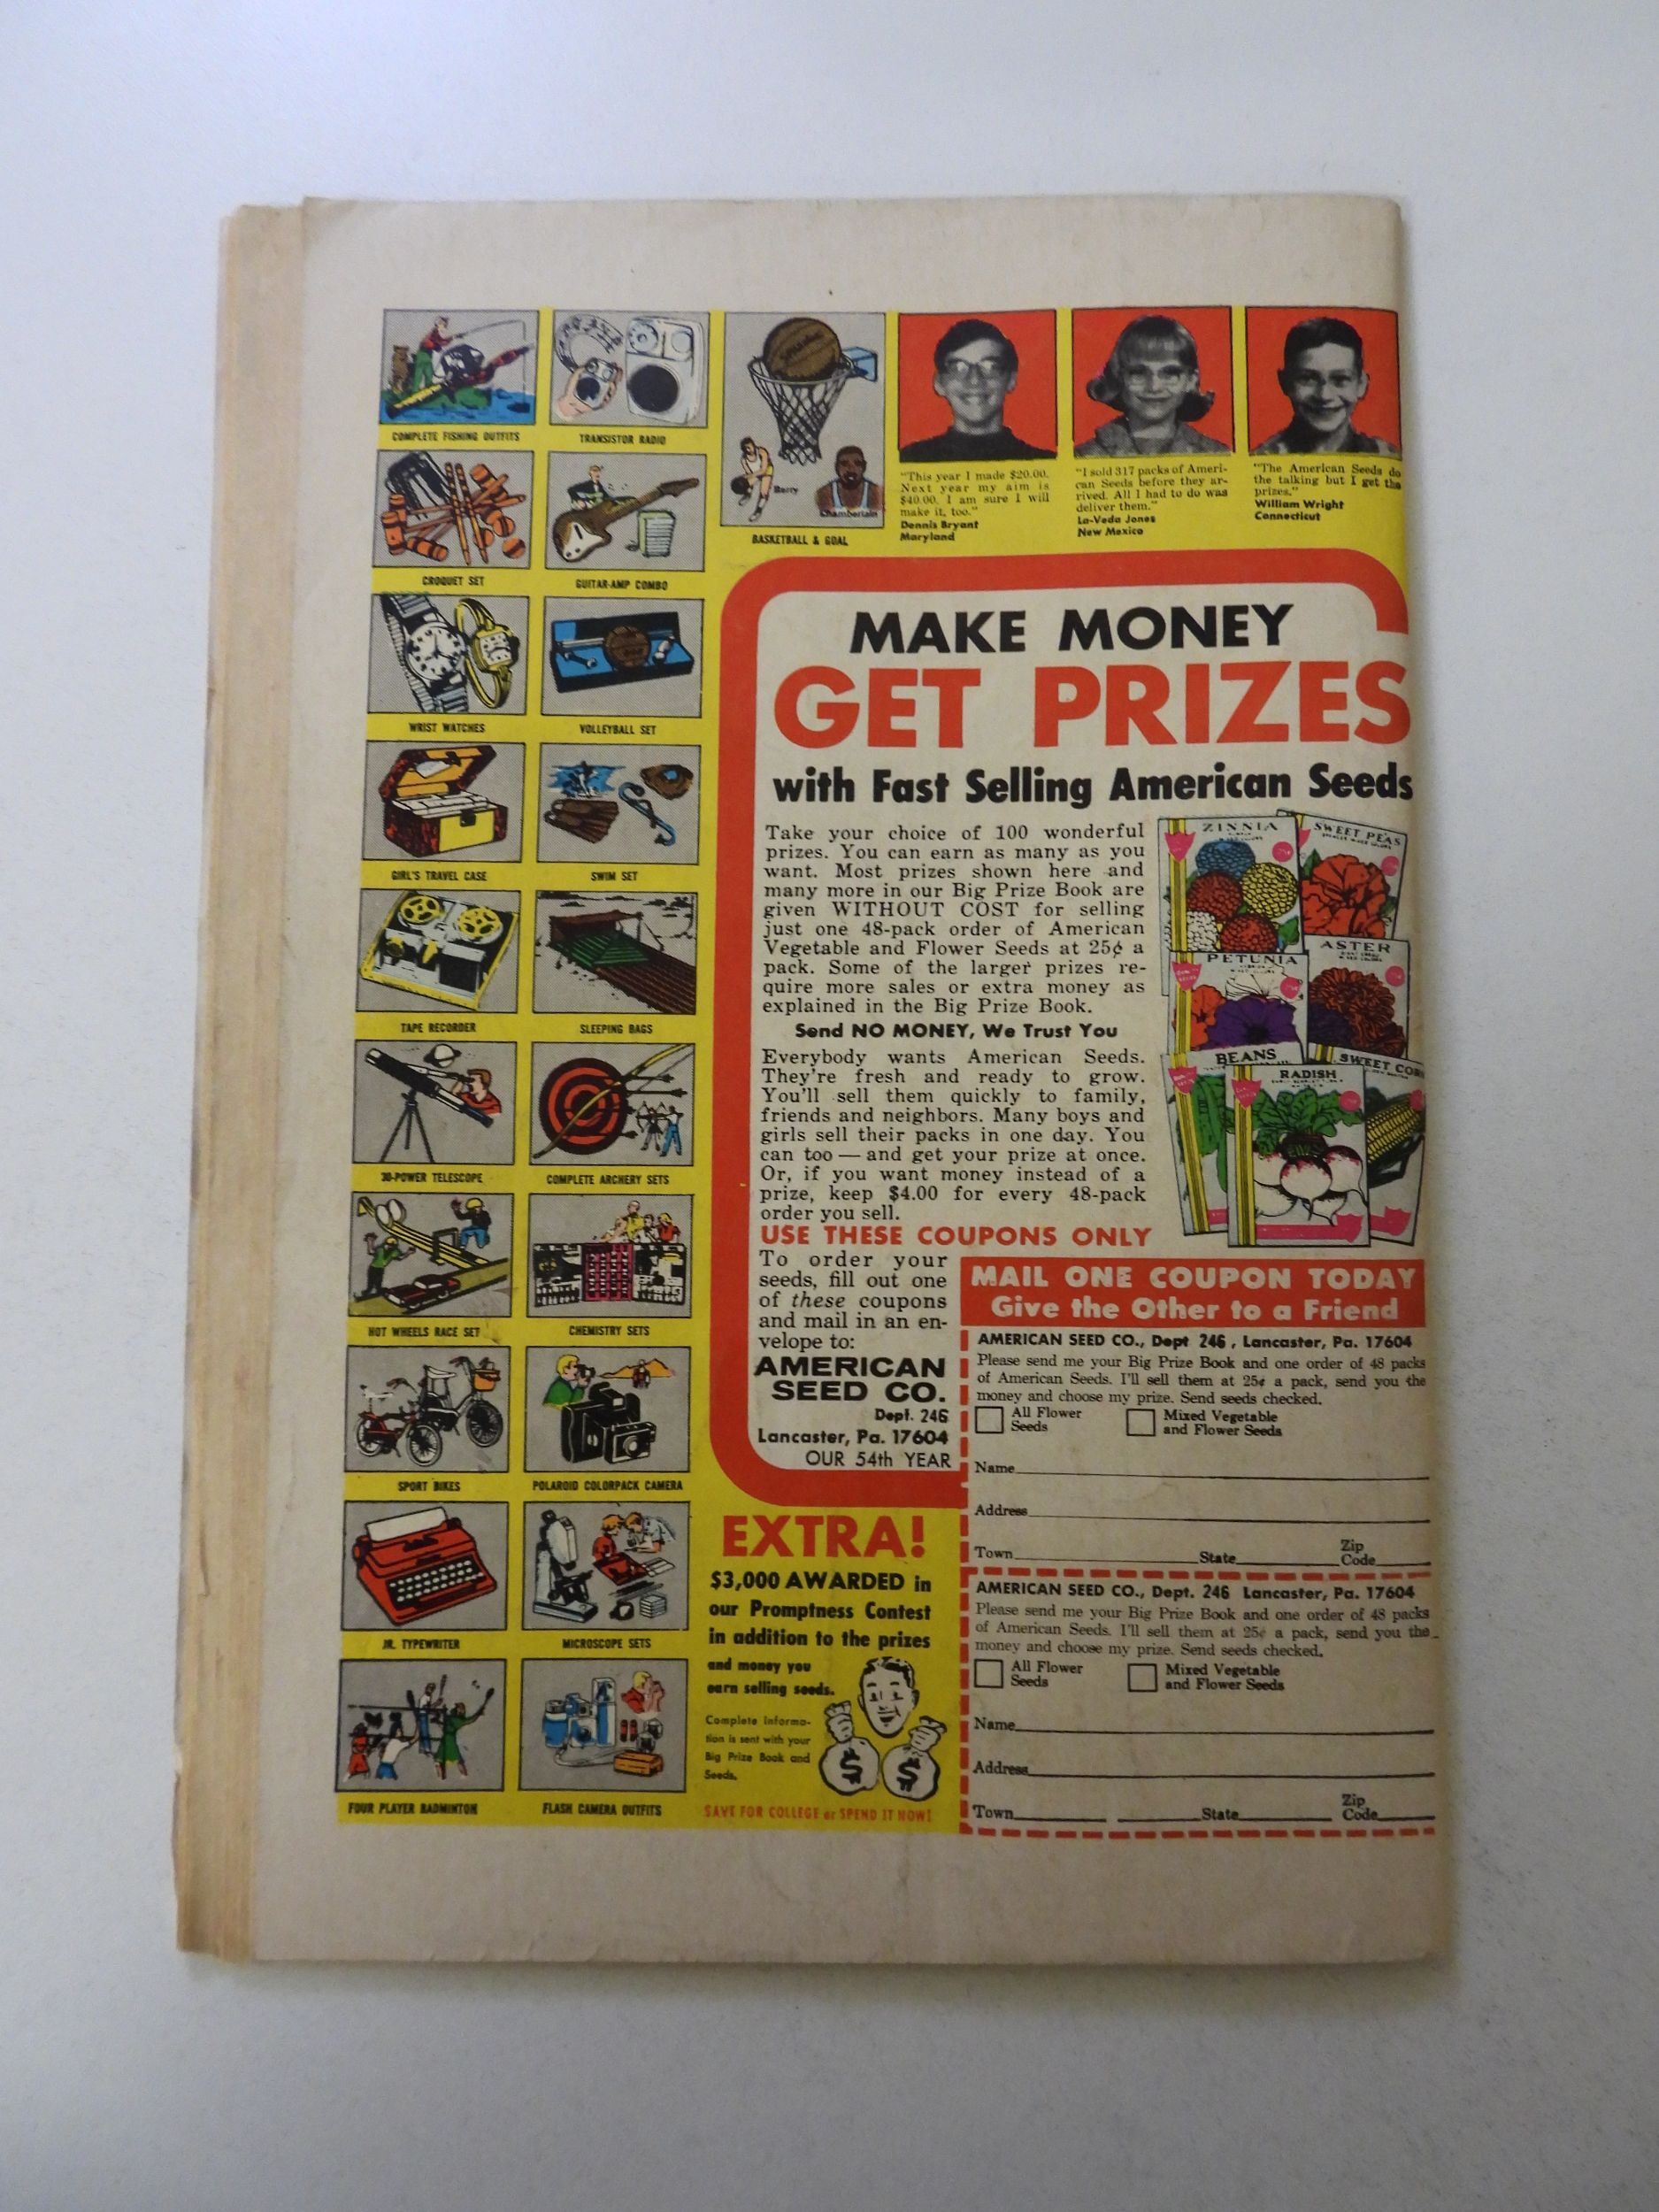 COMPLETE FISHING OUTFITS
TRANSISTOR RADIO
CROQUET SET
GUITAR-AMP COMBO
WRIST WATCHES
VOLLEYBALL SET
GIRL'S TRAVEL CASE
SWIM SET
TAPE RECORDER
SLEEPING BAGS
30-POWER TELESCOPE
COMPLETE ARCHERY SETS
HOT WHEELS RACE SET
CHEMISTRY SETS
SPORT BIKES
POLAROID COLORPACK CAMERA
JR. TYPEWRITER
MICROSCOPE SETS
FOUR PLAYER BADMINTON
FLASH CAMERA OUTFITS
Barry
Chamberlain
BASKETBALL & GOAL
"This year I made $20.00.
Next year my aim is
$40.00. I am sure I will
make it, too."
Dennis Bryant
Maryland
"I sold 317 packs of Ameri-
can Seeds before they ar-
rived. All I had to do was
deliver them."
La-Veda Jones
New Mexico
"The American Seeds do
the talking but I get the
prizes."
William Wright
Connecticut
MAKE MONEY
GET PRIZES
with Fast Selling American Seeds
Take your choice of 100 wonderful
prizes. You can earn as many as you
want. Most prizes shown here and
many more in our Big Prize Book are
given WITHOUT COST for selling
just one 48-pack order of American
Vegetable and Flower Seeds at 25¢ a
pack. Some of the larger prizes re-
quire more sales or extra money as
explained in the Big Prize Book.
Send NO MONEY, We Trust You
Everybody wants American Seeds.
They're fresh and ready to grow.
You'll sell them quickly to family,
friends and neighbors. Many boys and
girls sell their packs in one day. You
can too — and get your prize at once.
Or, if you want money instead of a
prize, keep $4.00 for every 48-pack
order you sell.
ZINNIA
SWEET PEAS
PETUNIA
ASTER
BEANS
RADISH
SWEET CORN
USE THESE COUPONS ONLY
To order your
seeds, fill out one
of these coupons
and mail in an en-
velope to:
AMERICAN
SEED CO.
Dept. 246
Lancaster, Pa. 17604
OUR 54th YEAR
MAIL ONE COUPON TODAY
Give the Other to a Friend
AMERICAN SEED CO., Dept 246, Lancaster, Pa. 17604
Please send me your Big Prize Book and one order of 48 packs
of American Seeds. I'll sell them at 25¢ a pack, send you the
money and choose my prize. Send seeds checked.
All Flower
Seeds
Mixed Vegetable
and Flower Seeds
Name
Address
Town State Zip
Code
AMERICAN SEED CO., Dept. 246 Lancaster, Pa. 17604
Please send me your Big Prize Book and one order of 48 packs
of American Seeds. I'll sell them at 25¢ a pack, send you the
money and choose my prize. Send seeds checked.
All Flower
Seeds
Mixed Vegetable
and Flower Seeds
Name
Address
Town State Zip
Code
EXTRA!
$3,000 AWARDED in
our Promptness Contest
in addition to the prizes
and money you
earn selling seeds.
Complete informa-
tion is sent with your
Big Prize Book and
Seeds.
$ $
SAVE FOR COLLEGE or SPEND IT NOW!